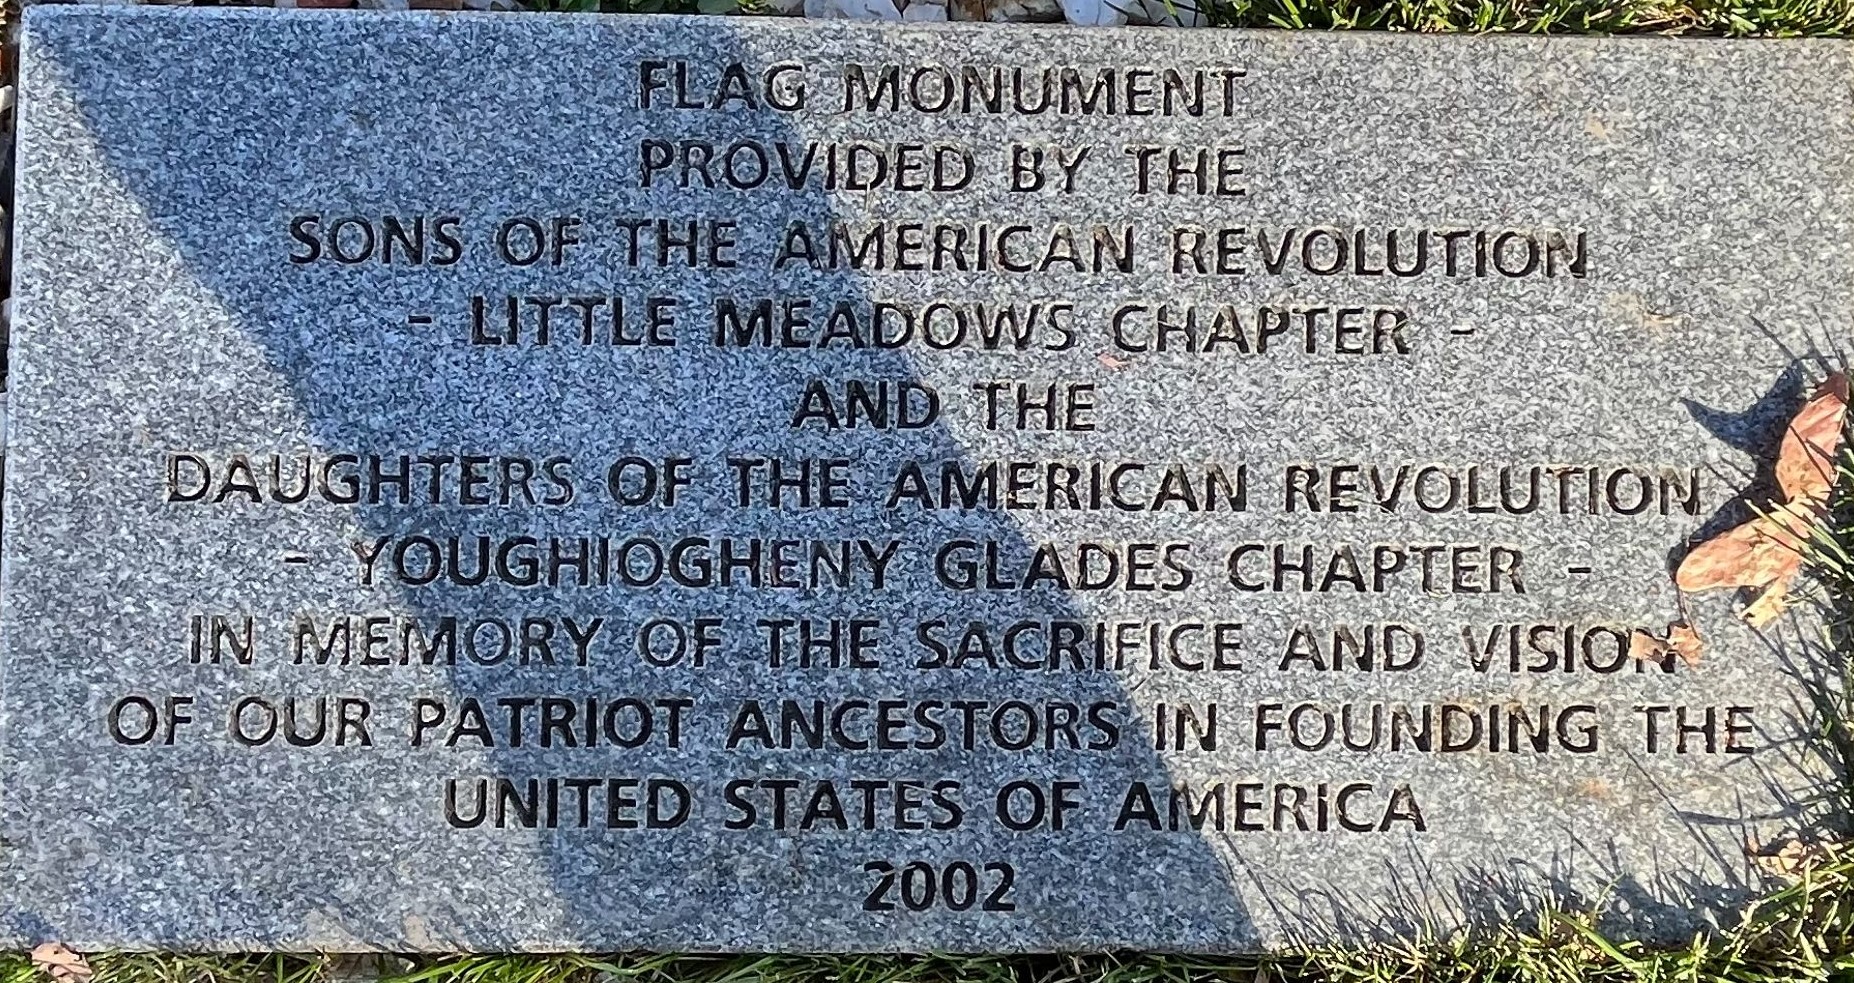 FLAG MONUMENT
PROVIDED BY THE
SONS OF THE AMERICAN REVOLUTION
- LITTLE MEADOWS CHAPTER -
AND THE
DAUGHTERS OF THE AMERICAN REVOLUTION
- YOUGHIOGHENY GLADES CHAPTER -
IN MEMORY OF THE SACRIFICE AND VISION
OF OUR PATRIOT ANCESTORS IN FOUNDING THE
UNITED STATES OF AMERICA
2002